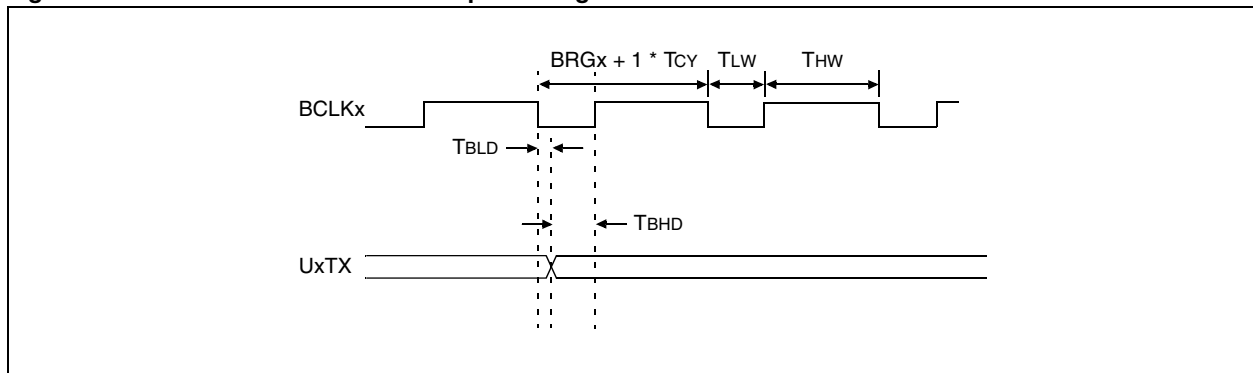 BRGx + 1 * TCY TLW THW
BCLKx
TBLD
TBHD
UxTX